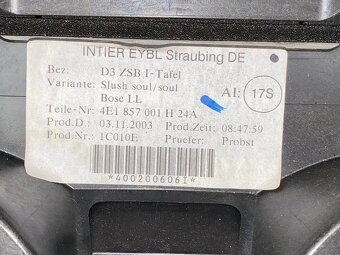 INTIER EYBL Straubing DE
Bez: D3 ZSB I-Tafel
Variante: Slush soul/soul
Bose LL
AI: 17S
Teile-Nr: 4E1 857 001 H 24A
Prod.D.: 03.11.2003 Prod.Zeit: 08:47:59
Prod.Nr.: 1C010E Pruefer: Probst
*400200606I*